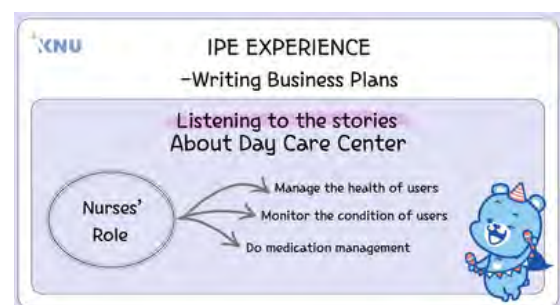 KNU
IPE EXPERIENCE
-Writing Business Plans
Listening to the stories
About Day Care Center
Nurses'
Role
Manage the health of users
Monitor the condition of users
Do medication management